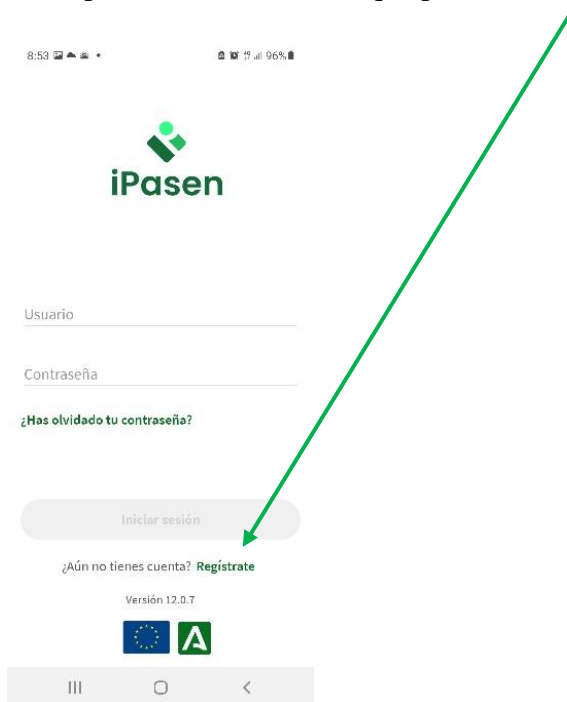 8:53
96%
iPasen
Usuario
Contraseña
¿Has olvidado tu contraseña?
Iniciar sesión
¿Aún no tienes cuenta? Regístrate
Versión 12.0.7